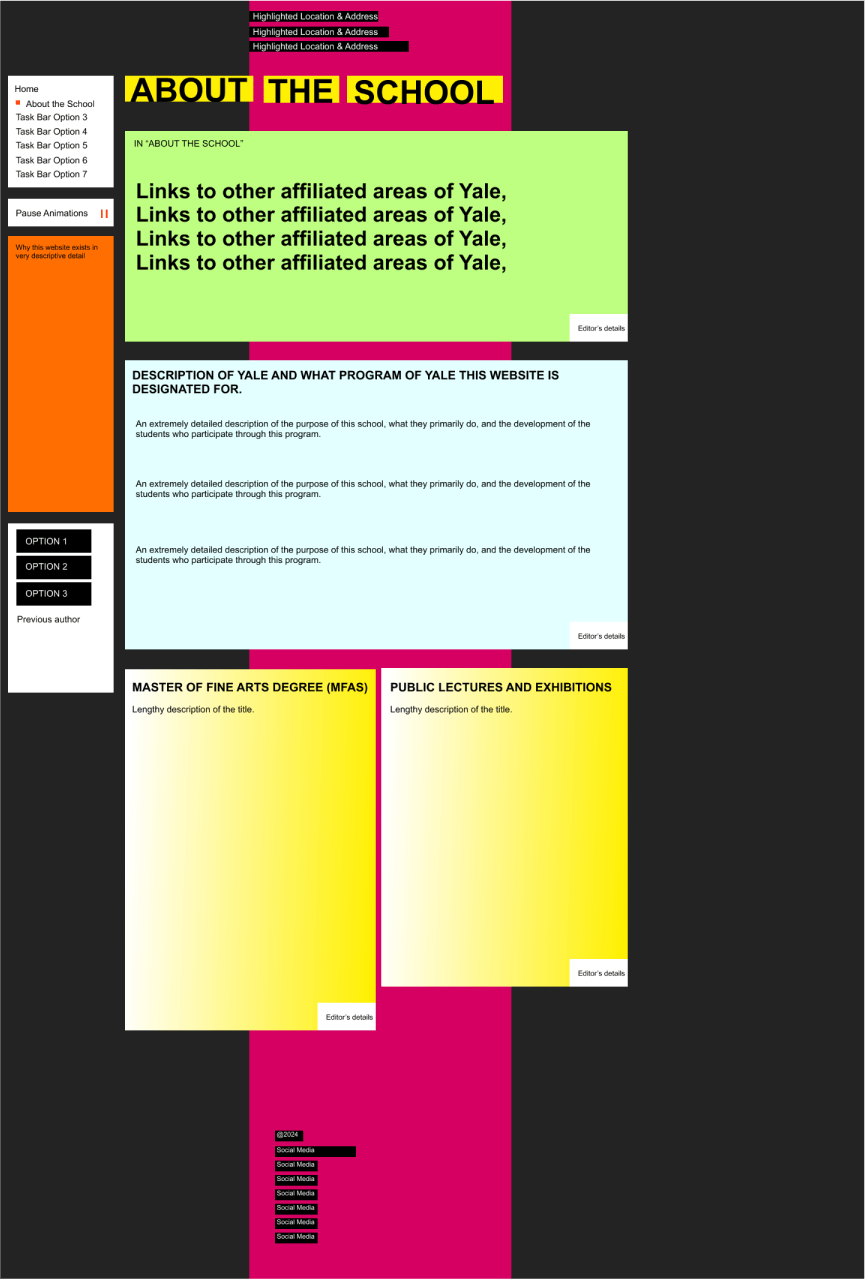 Highlighted Location & Address
Highlighted Location & Address
Highlighted Location & Address
ABOUT THE SCHOOL
Home
About the School
Task Bar Option 3
Task Bar Option 4
Task Bar Option 5
Task Bar Option 6
Task Bar Option 7
Pause Animations
Why this website exists in
very descriptive detail
OPTION 1
OPTION 2
OPTION 3
Previous author
IN “ABOUT THE SCHOOL”
Links to other affiliated areas of Yale,
Links to other affiliated areas of Yale,
Links to other affiliated areas of Yale,
Links to other affiliated areas of Yale,
Editor’s details
DESCRIPTION OF YALE AND WHAT PROGRAM OF YALE THIS WEBSITE IS
DESIGNATED FOR.
An extremely detailed description of the purpose of this school, what they primarily do, and the development of the
students who participate through this program.
An extremely detailed description of the purpose of this school, what they primarily do, and the development of the
students who participate through this program.
An extremely detailed description of the purpose of this school, what they primarily do, and the development of the
students who participate through this program.
Editor’s details
MASTER OF FINE ARTS DEGREE (MFAS)
Lengthy description of the title.
Editor’s details
PUBLIC LECTURES AND EXHIBITIONS
Lengthy description of the title.
Editor’s details
@2024
Social Media
Social Media
Social Media
Social Media
Social Media
Social Media
Social Media